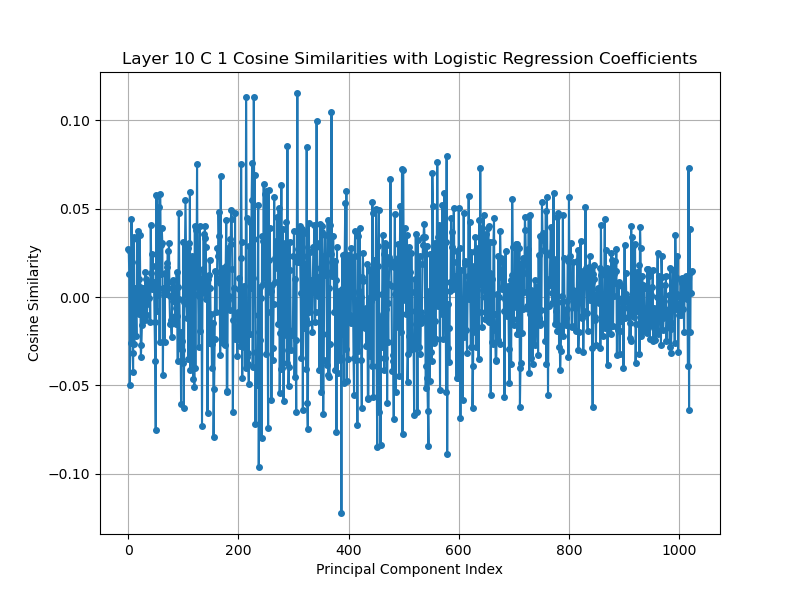 Layer 10 C 1 Cosine Similarities with Logistic Regression Coefficients
0.10
0.05
0.00
−0.05
−0.10
Cosine Similarity
0 200 400 600 800 1000
Principal Component Index